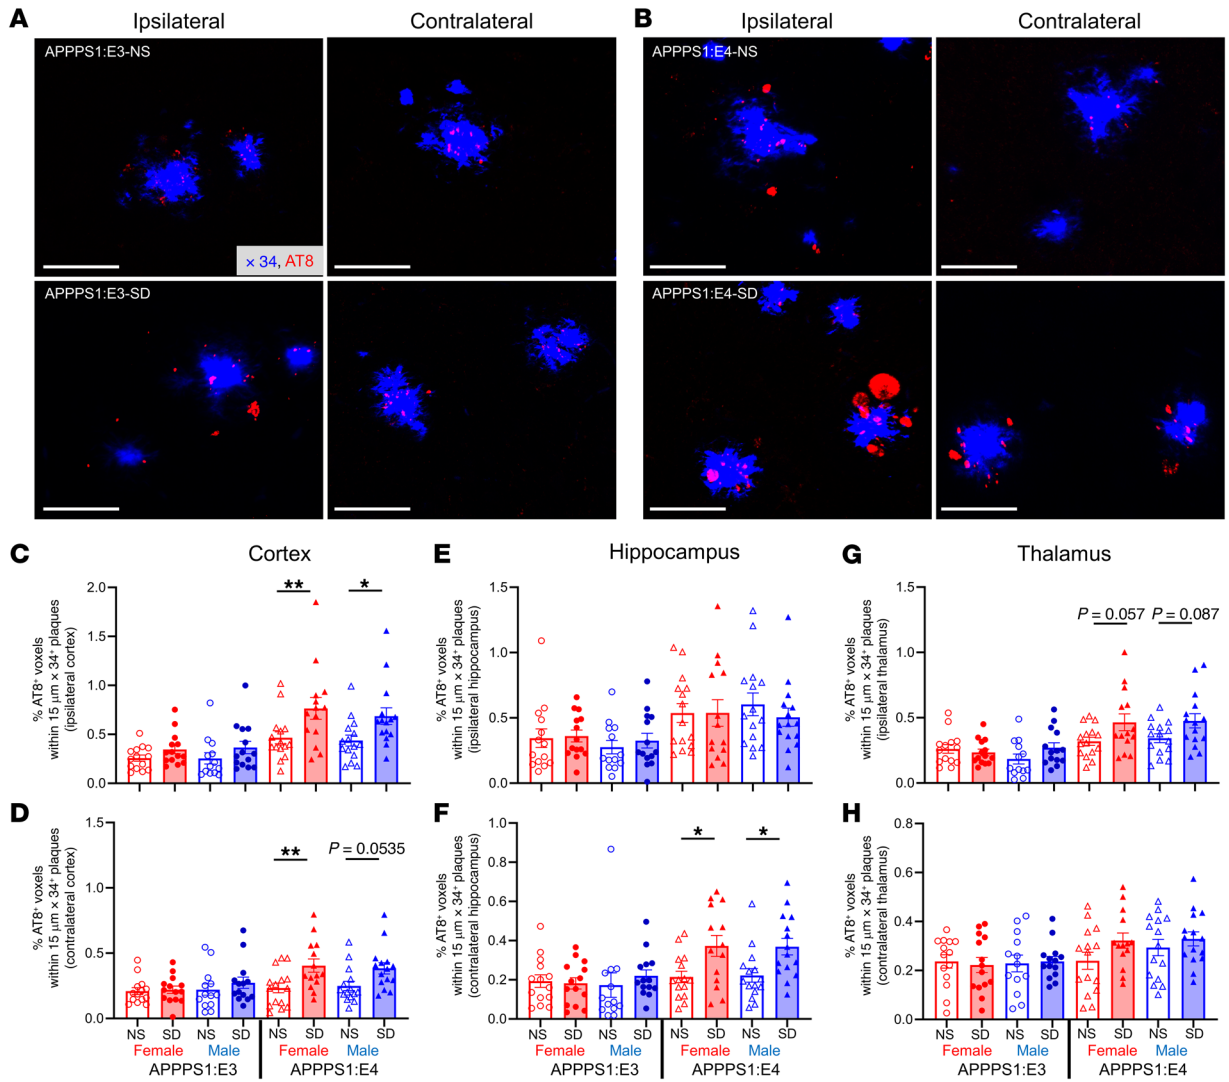 A
Ipsilateral
Contralateral
B
Ipsilateral
Contralateral
APPPS1:E3-NS
APPPS1:E4-NS
× 34, AT8
APPPS1:E3-SD
APPPS1:E4-SD
C
Cortex
E
Hippocampus
G
Thalamus
% AT8+ voxels
within 15 μm × 34+ plaques
(ipsilateral cortex)
2.0
1.5
1.0
0.5
0.0
**
*
% AT8+ voxels
within 15 μm × 34+ plaques
(ipsilateral hippocampus)
1.5
1.0
0.5
0.0
% AT8+ voxels
within 15 μm × 34+ plaques
(ipsilateral thalamus)
1.5
1.0
0.5
0.0
P = 0.057
P = 0.087
D
% AT8+ voxels
within 15 μm × 34+ plaques
(contralateral cortex)
1.5
1.0
0.5
0.0
**
P = 0.0535
NS SD NS SD NS SD NS SD
Female Male Female Male
APPPS1:E3 APPPS1:E4
F
% AT8+ voxels
within 15 μm × 34+ plaques
(contralateral hippocampus)
1.0
0.8
0.6
0.4
0.2
0.0
*
*
NS SD NS SD NS SD NS SD
Female Male Female Male
APPPS1:E3 APPPS1:E4
H
% AT8+ voxels
within 15 μm × 34+ plaques
(contralateral thalamus)
0.8
0.6
0.4
0.2
0.0
NS SD NS SD NS SD NS SD
Female Male Female Male
APPPS1:E3 APPPS1:E4